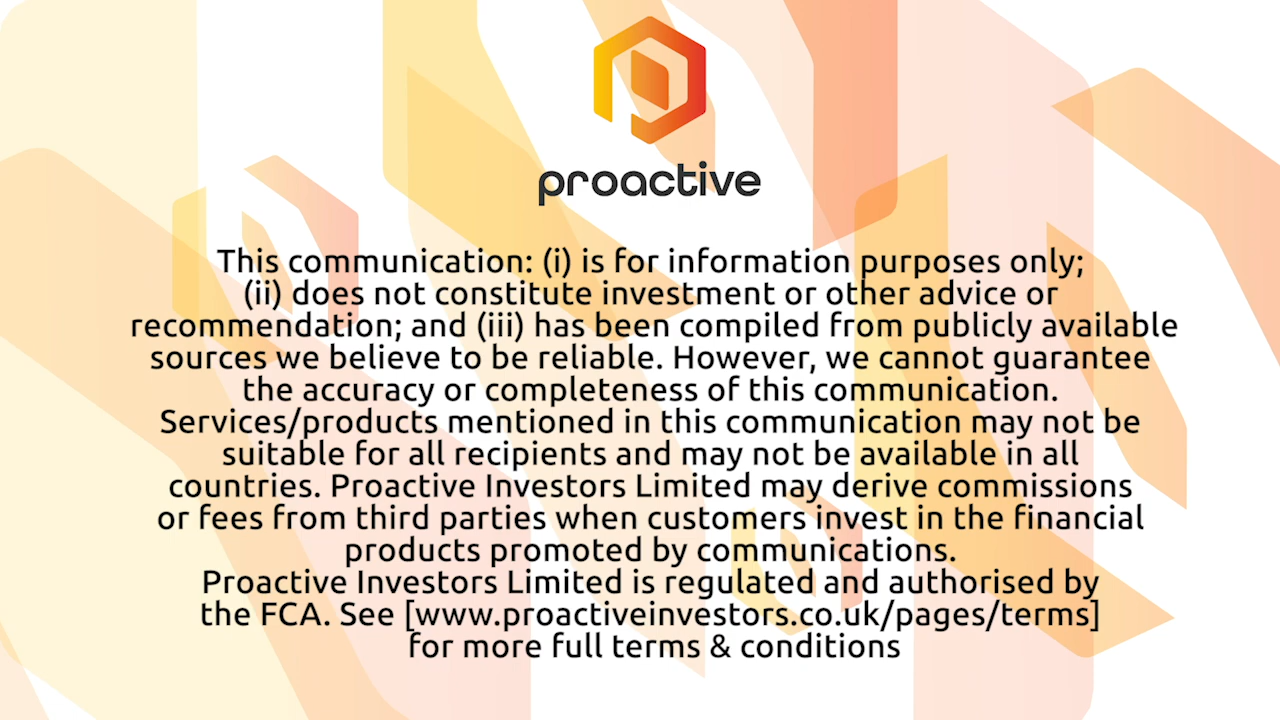 proactive
This communication: (i) is for information purposes only;
(ii) does not constitute investment or other advice or
recommendation; and (iii) has been compiled from publicly available
sources we believe to be reliable. However, we cannot guarantee
the accuracy or completeness of this communication.
Services/products mentioned in this communication may not be
suitable for all recipients and may not be available in all
countries. Proactive Investors Limited may derive commissions
or fees from third parties when customers invest in the financial
products promoted by communications.
Proactive Investors Limited is regulated and authorised by
the FCA. See [www.proactiveinvestors.co.uk/pages/terms]
for more full terms & conditions